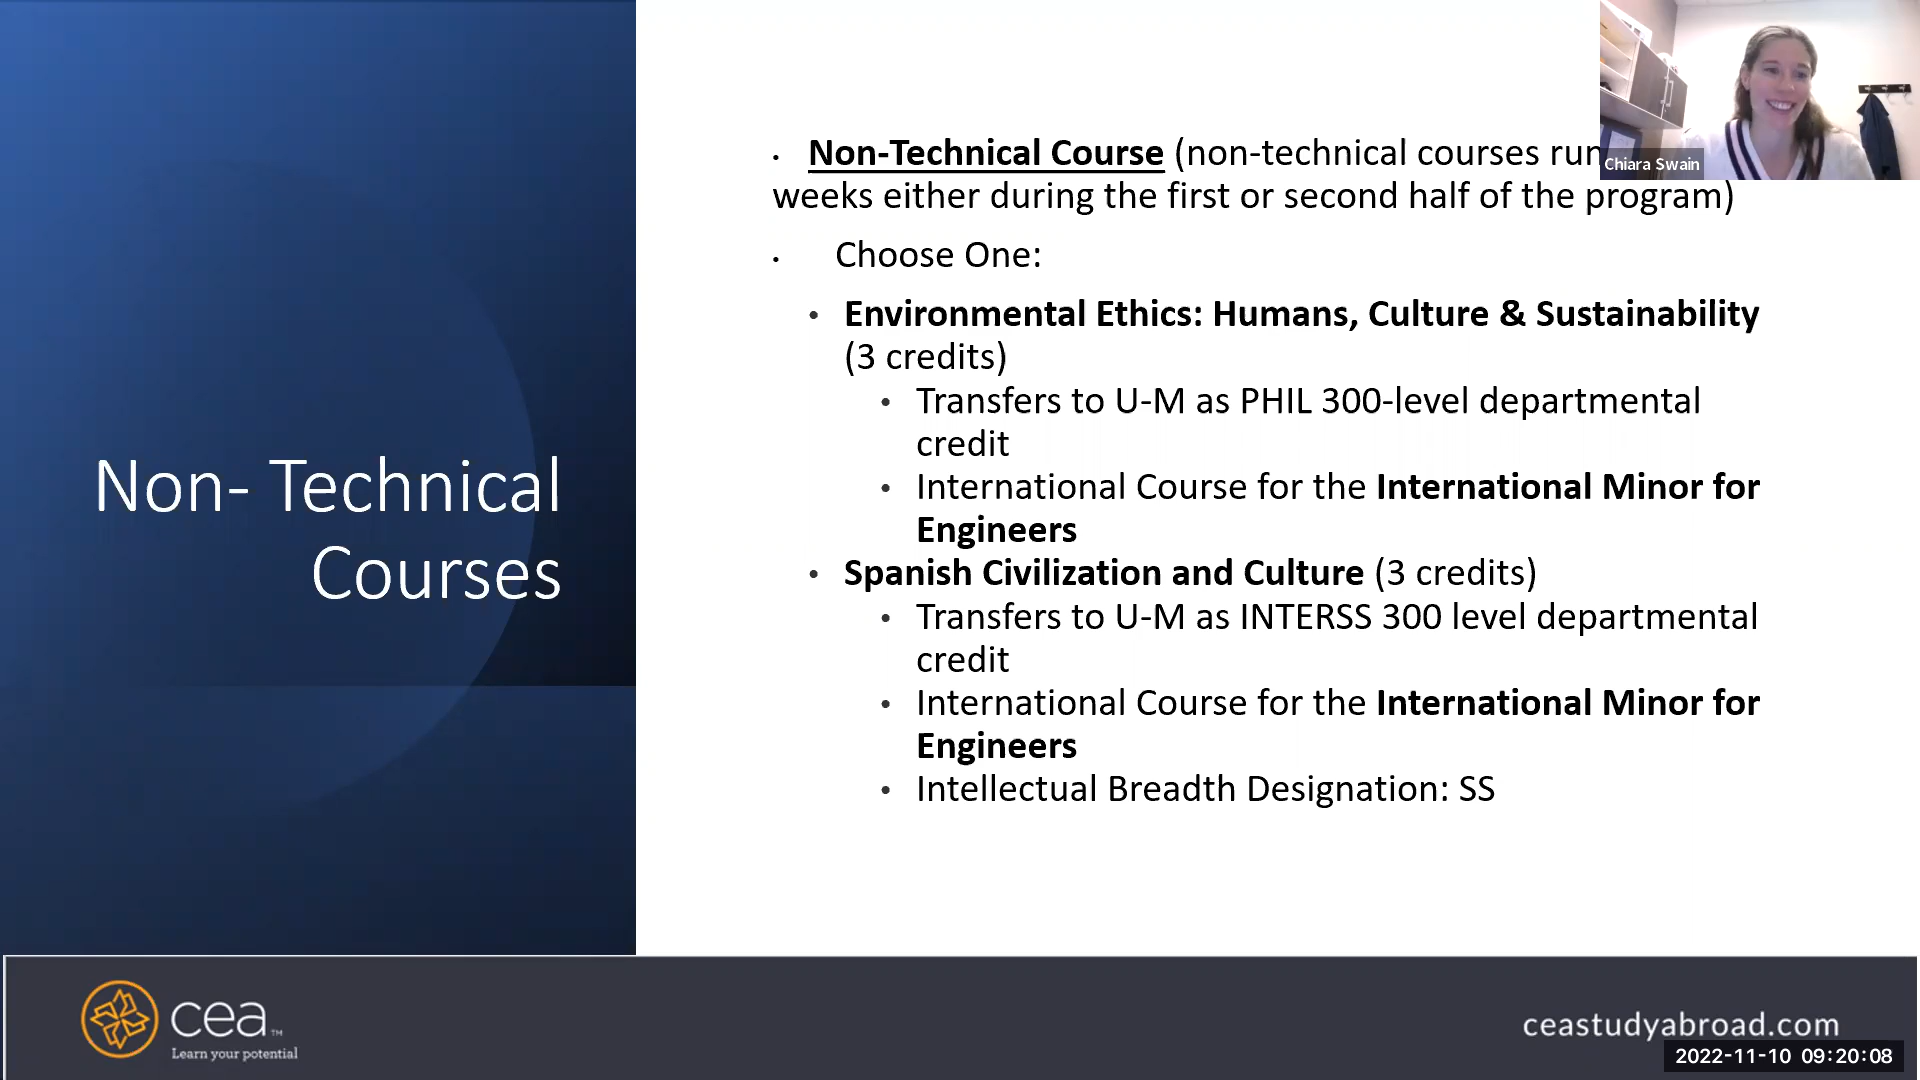 Non- Technical
Courses
• Non-Technical Course (non-technical courses run
weeks either during the first or second half of the program)
• Choose One:
• Environmental Ethics: Humans, Culture & Sustainability
(3 credits)
• Transfers to U-M as PHIL 300-level departmental
credit
• International Course for the International Minor for
Engineers
• Spanish Civilization and Culture (3 credits)
• Transfers to U-M as INTERSS 300 level departmental
credit
• International Course for the International Minor for
Engineers
• Intellectual Breadth Designation: SS
Chiara Swain
cea™
Learn your potential
ceastudyabroad.com
2022-11-10 09:20:08